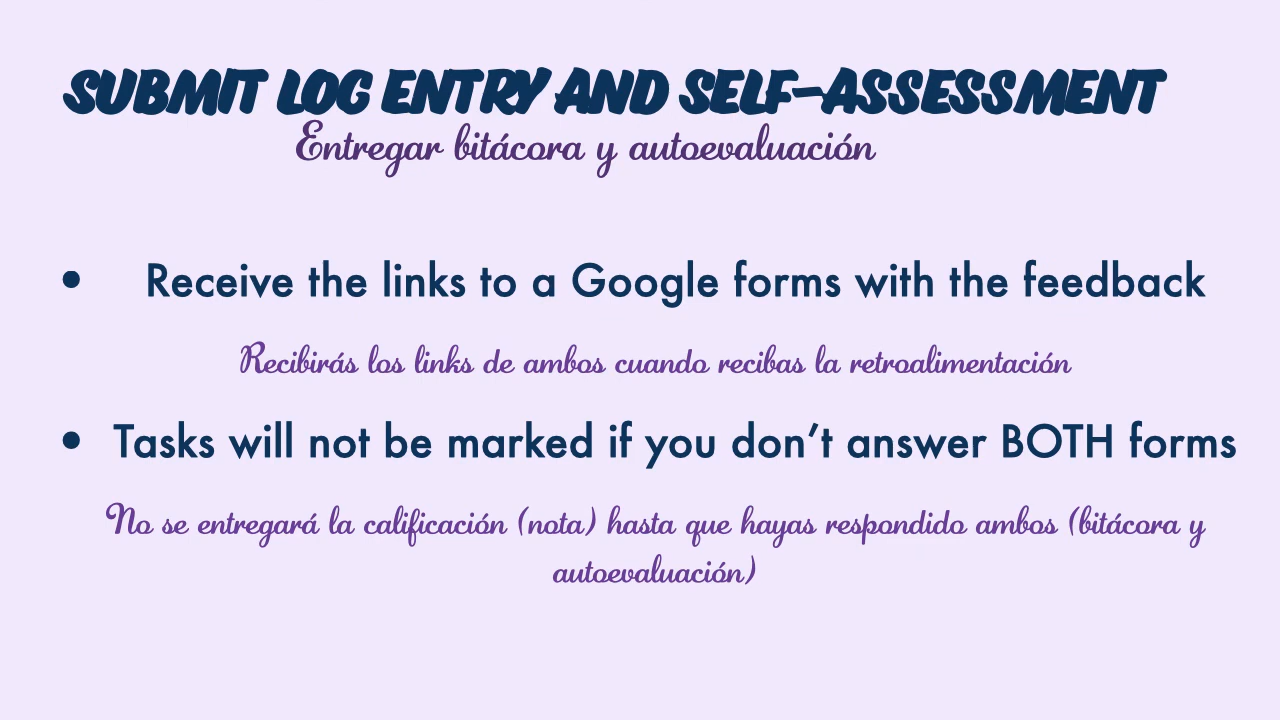 SUBMIT LOG ENTRY AND SELF-ASSESSMENT
Entregar bitácora y autoevaluación
• Receive the links to a Google forms with the feedback
Recibirás los links de ambos cuando recibas la retroalimentación
• Tasks will not be marked if you don’t answer BOTH forms
No se entregará la calificación (nota) hasta que hayas respondido ambos (bitácora y
autoevaluación)